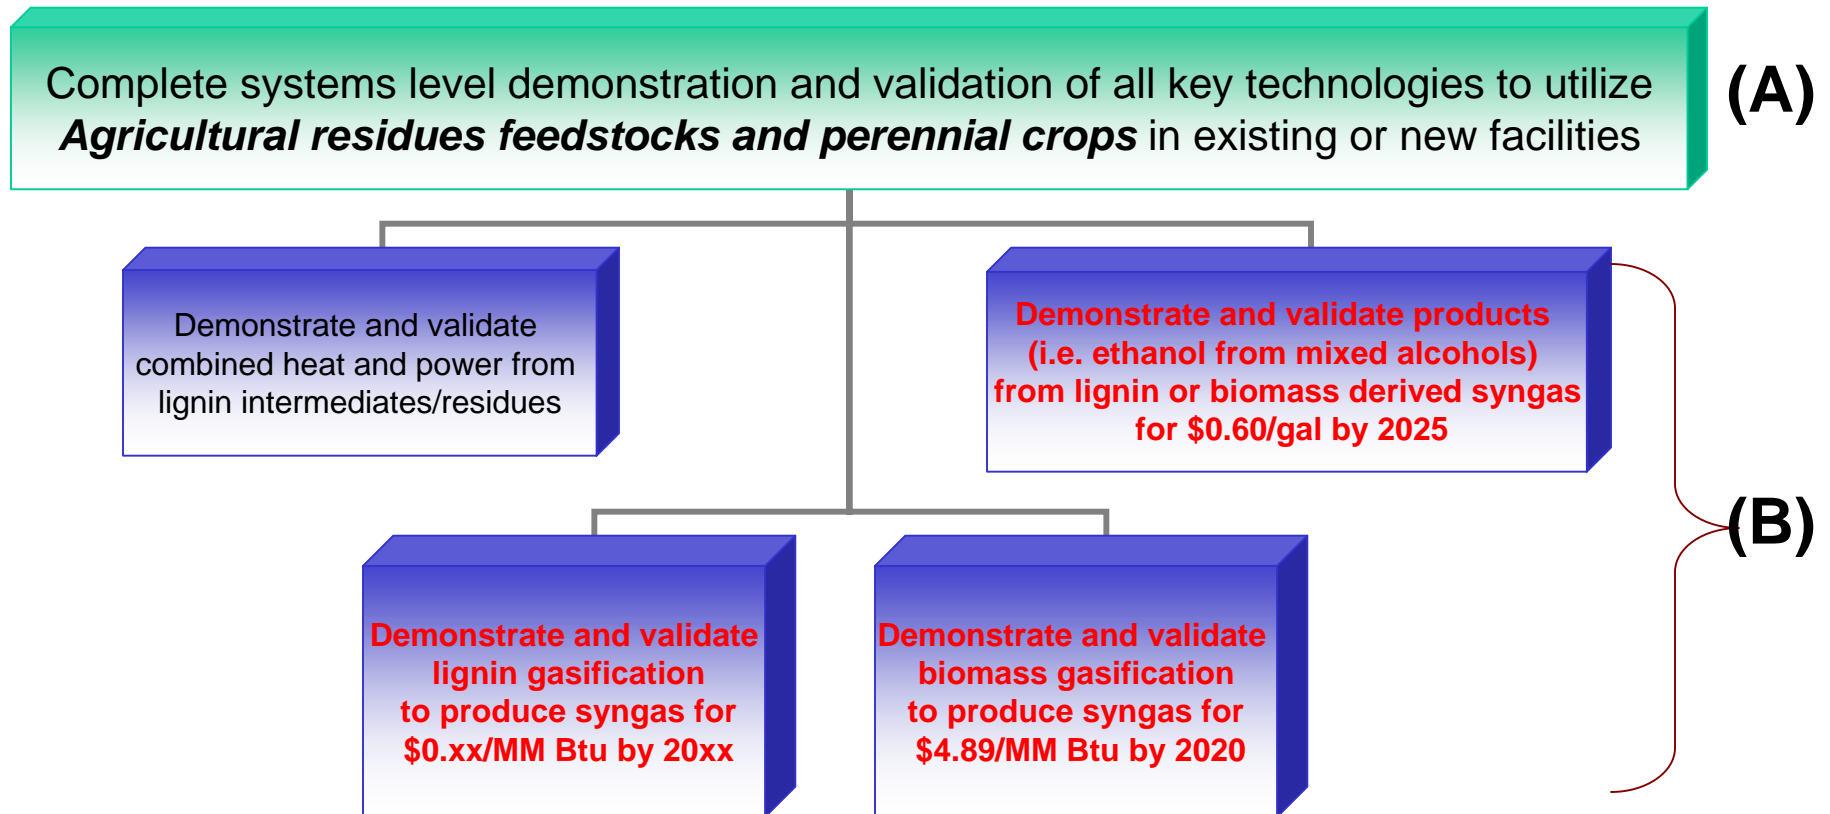 Complete systems level demonstration and validation of all key technologies to utilize
Agricultural residues feedstocks and perennial crops in existing or new facilities
(A)
Demonstrate and validate
combined heat and power from
lignin intermediates/residues
Demonstrate and validate products
(i.e. ethanol from mixed alcohols)
from lignin or biomass derived syngas
for $0.60/gal by 2025
(B)
Demonstrate and validate
lignin gasification
to produce syngas for
$0.xx/MM Btu by 20xx
Demonstrate and validate
biomass gasification
to produce syngas for
$4.89/MM Btu by 2020